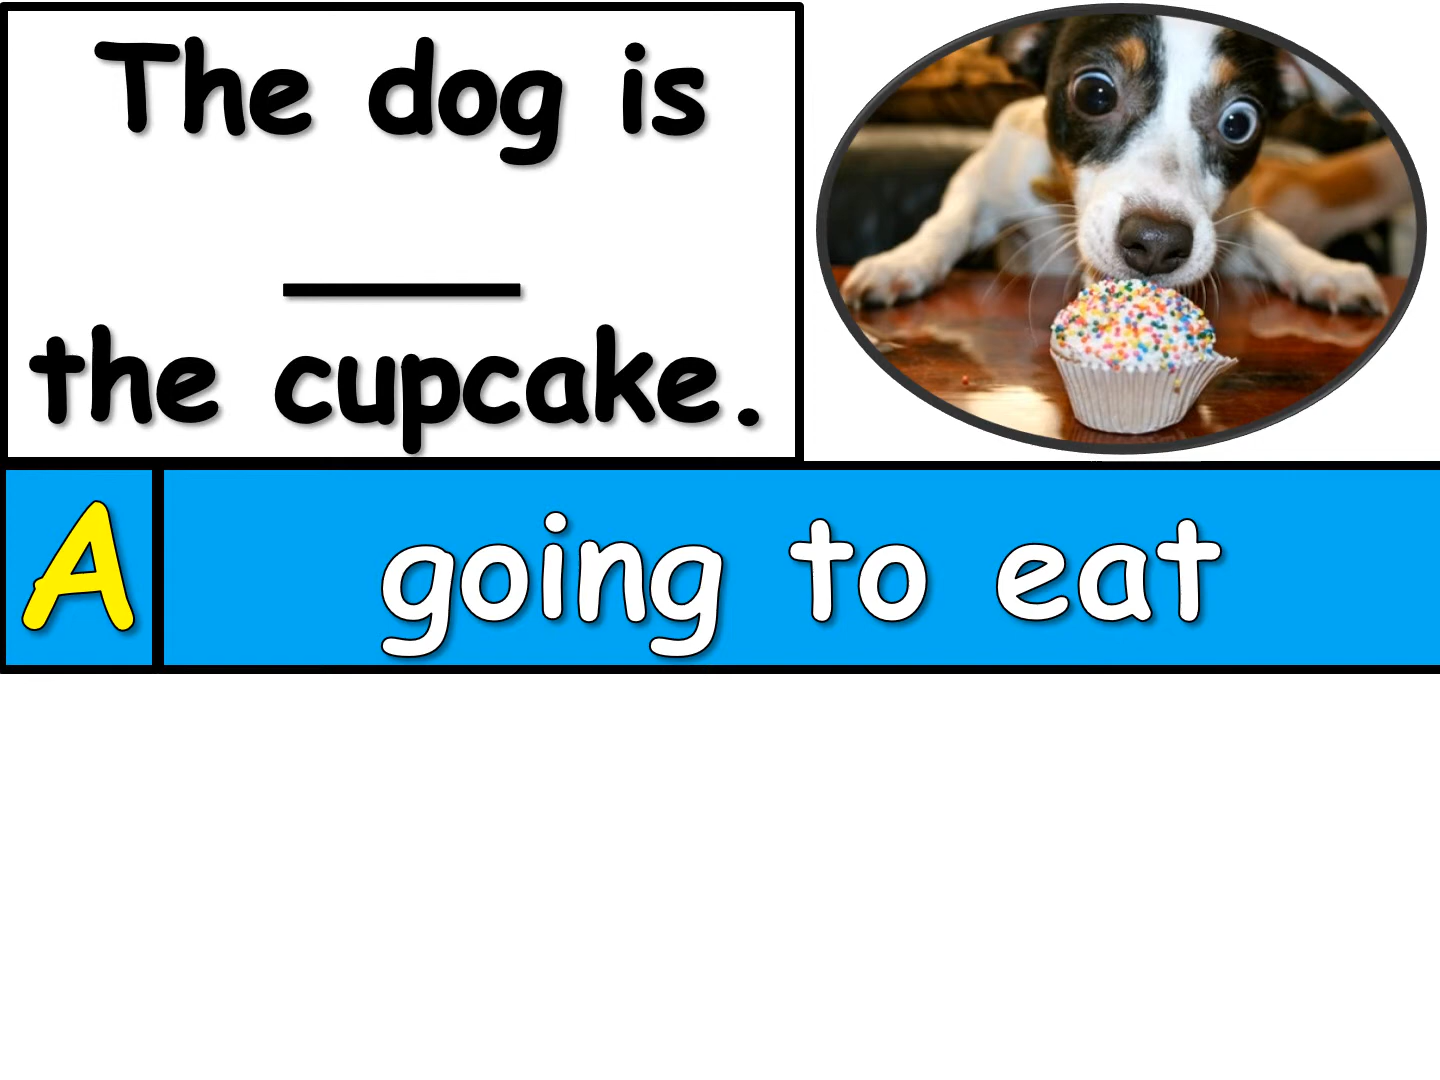 The dog is
____
the cupcake.
A going to eat